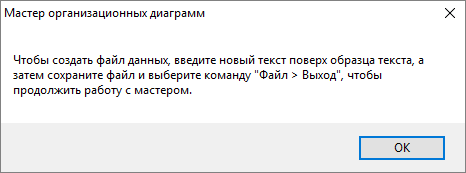 Мастер организационных диаграмм
Чтобы создать файл данных, введите новый текст поверх образца текста, а
затем сохраните файл и выберите команду "Файл > Выход", чтобы
продолжить работу с мастером.
ОК